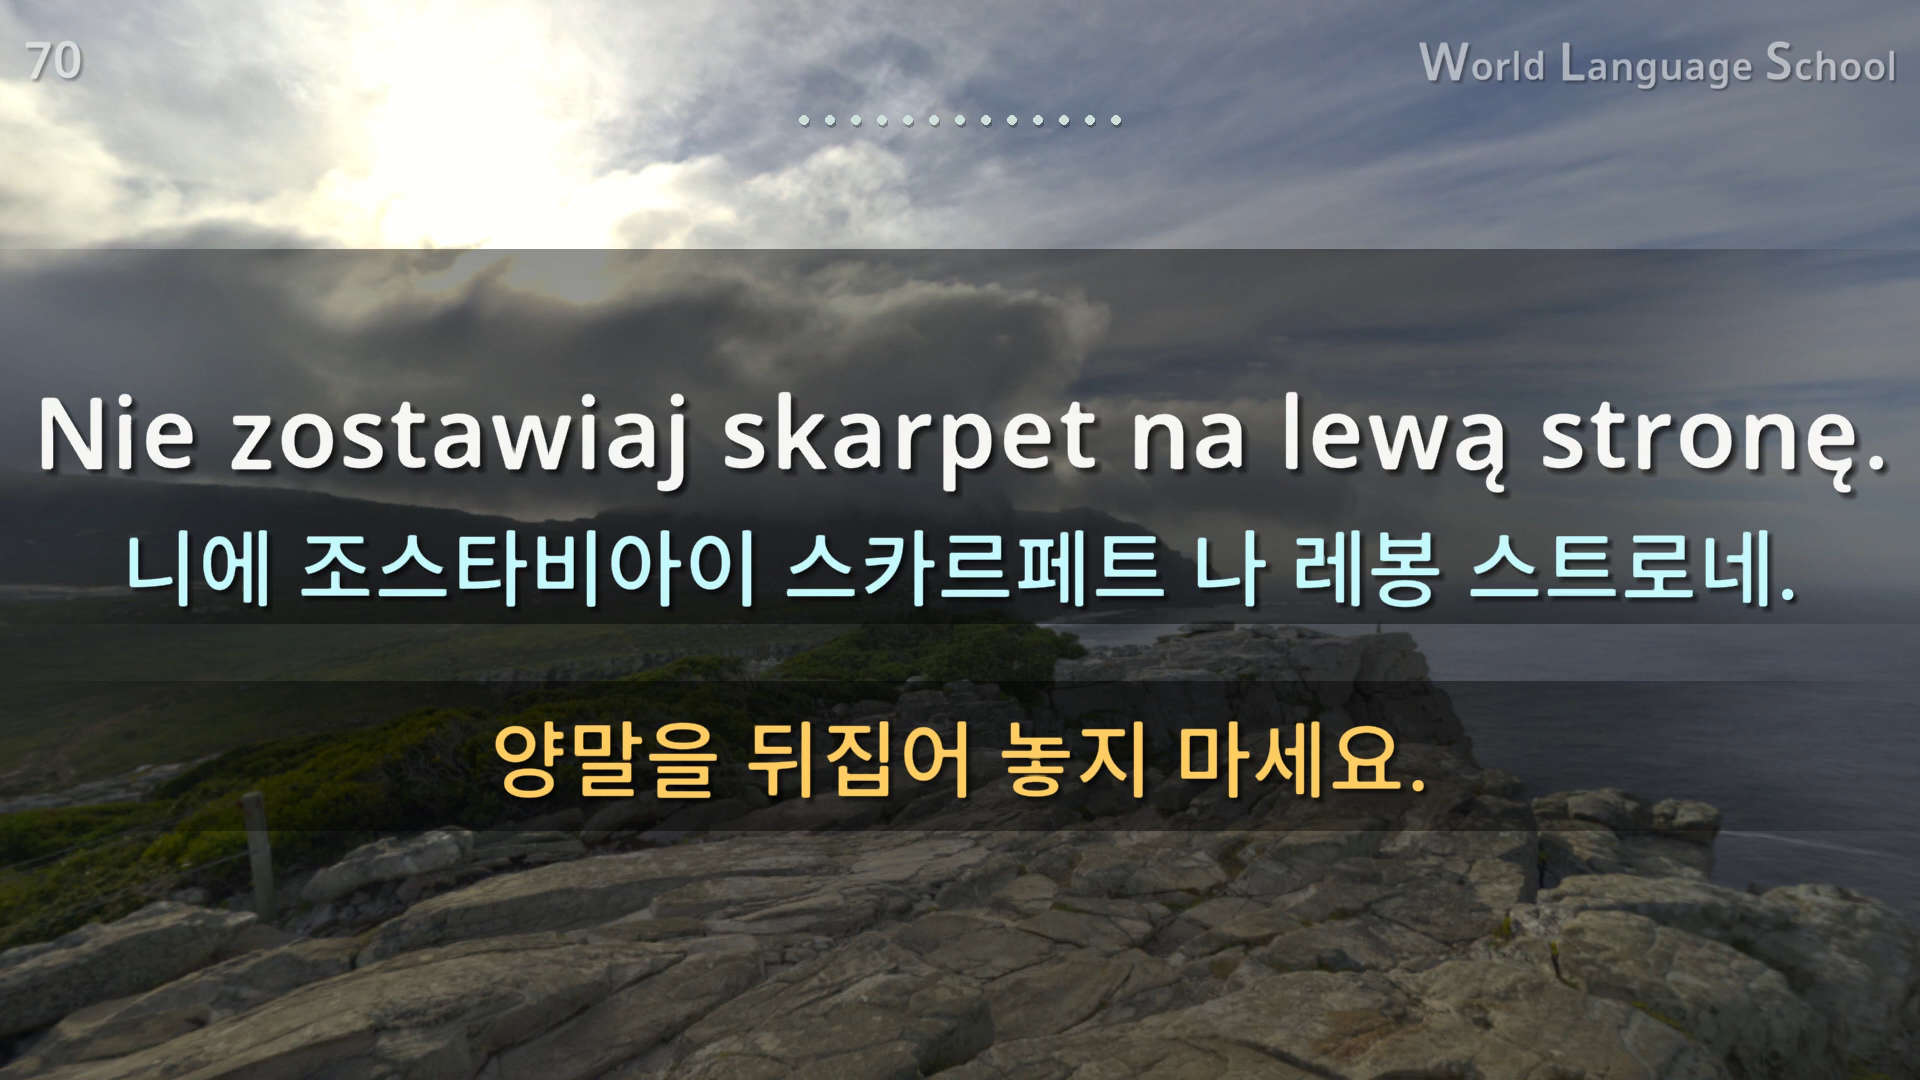 70
World Language School
Nie zostawiaj skarpet na lewą stronę.
니에 조스타비아이 스카르페트 나 레봉 스트로네.
양말을 뒤집어 놓지 마세요.